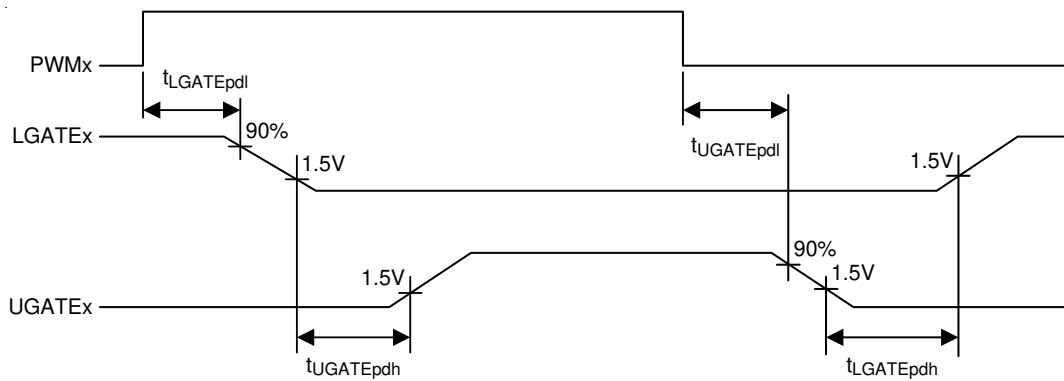 PWMx
tLGATEpdl
LGATEx
90%
1.5V
tUGATEpdl
1.5V
90%
1.5V
1.5V
UGATEx
tUGATEpdh
tLGATEpdh